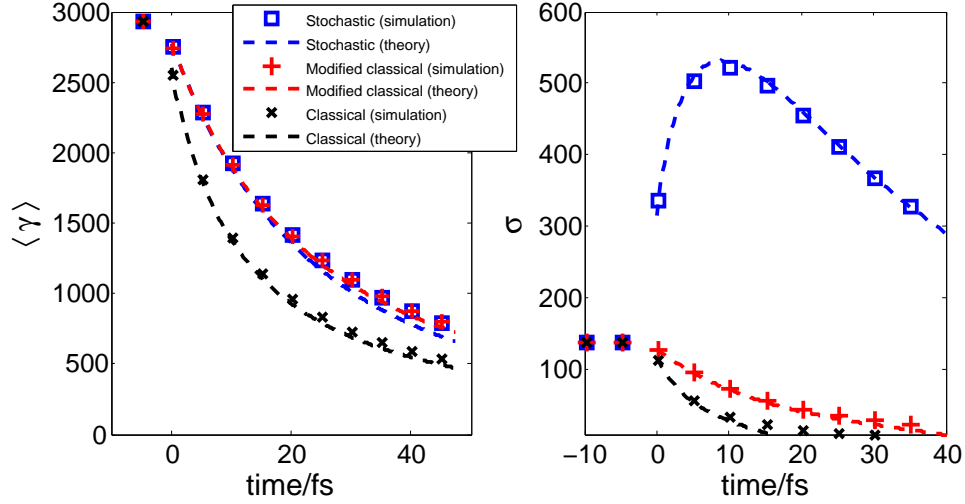 3000
2500
2000
1500
1000
500
0
⟨ γ ⟩
0
20
40
time/fs
Stochastic (simulation)
Stochastic (theory)
Modified classical (simulation)
Modified classical (theory)
Classical (simulation)
Classical (theory)
600
500
400
300
200
100
σ
−10
0
10
20
30
40
time/fs